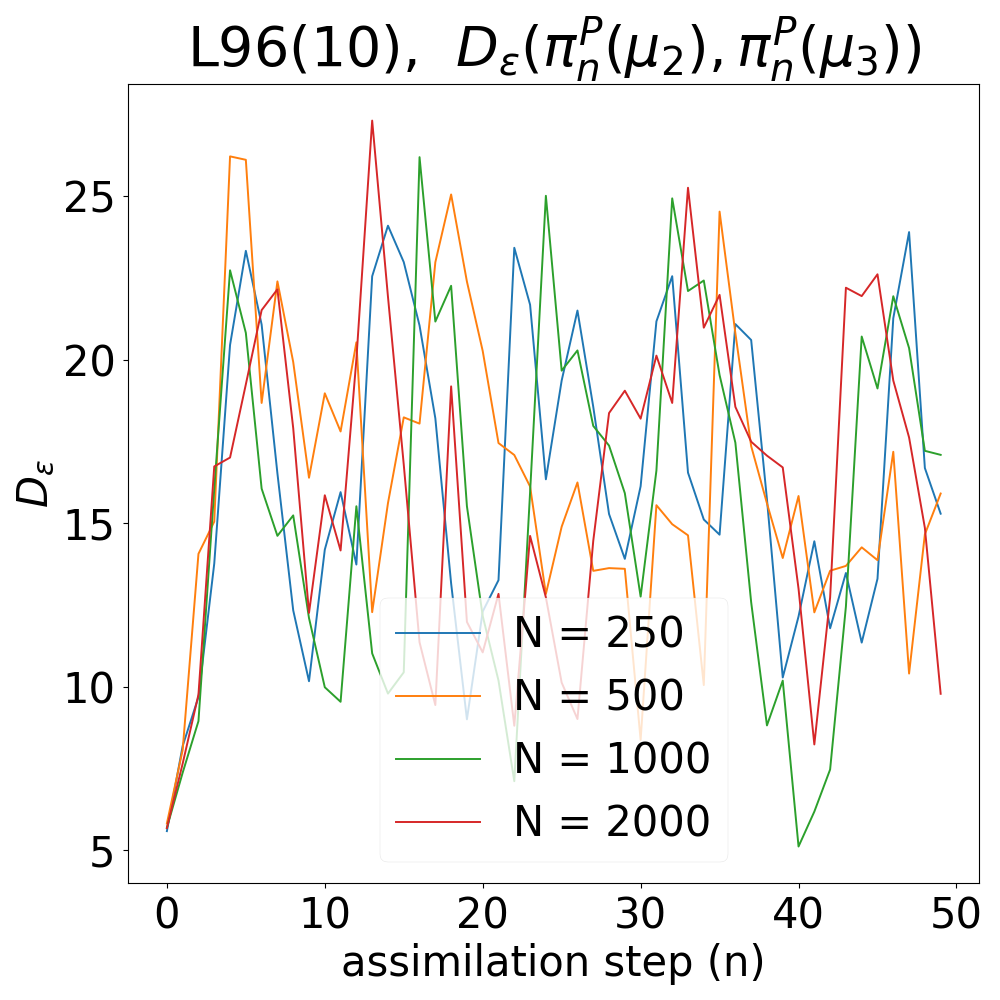 L96(10), $D_{\varepsilon}(\pi_n^P(\mu_2), \pi_n^P(\mu_3))$
25
20
15
10
5
$D_{\varepsilon}$
N = 250
N = 500
N = 1000
N = 2000
0 10 20 30 40 50
assimilation step (n)